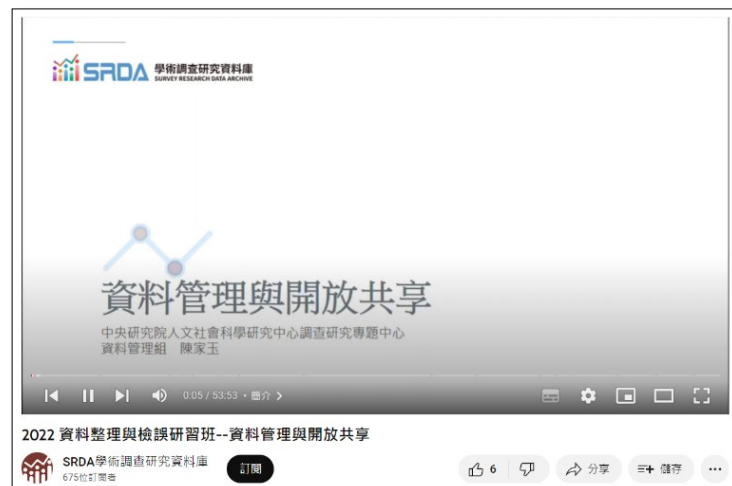 SRDA 學術調查研究資料庫
SURVEY RESEARCH DATA ARCHIVE
資料管理與開放共享
中央研究院人文社會科學研究中心調查研究專題中心
資料管理組 陳家玉
0:05 / 53:53 • 簡介
2022 資料整理與檢誤研習班--資料管理與開放共享
SRDA學術調查研究資料庫
675位訂閱者
訂閱
6
分享
儲存